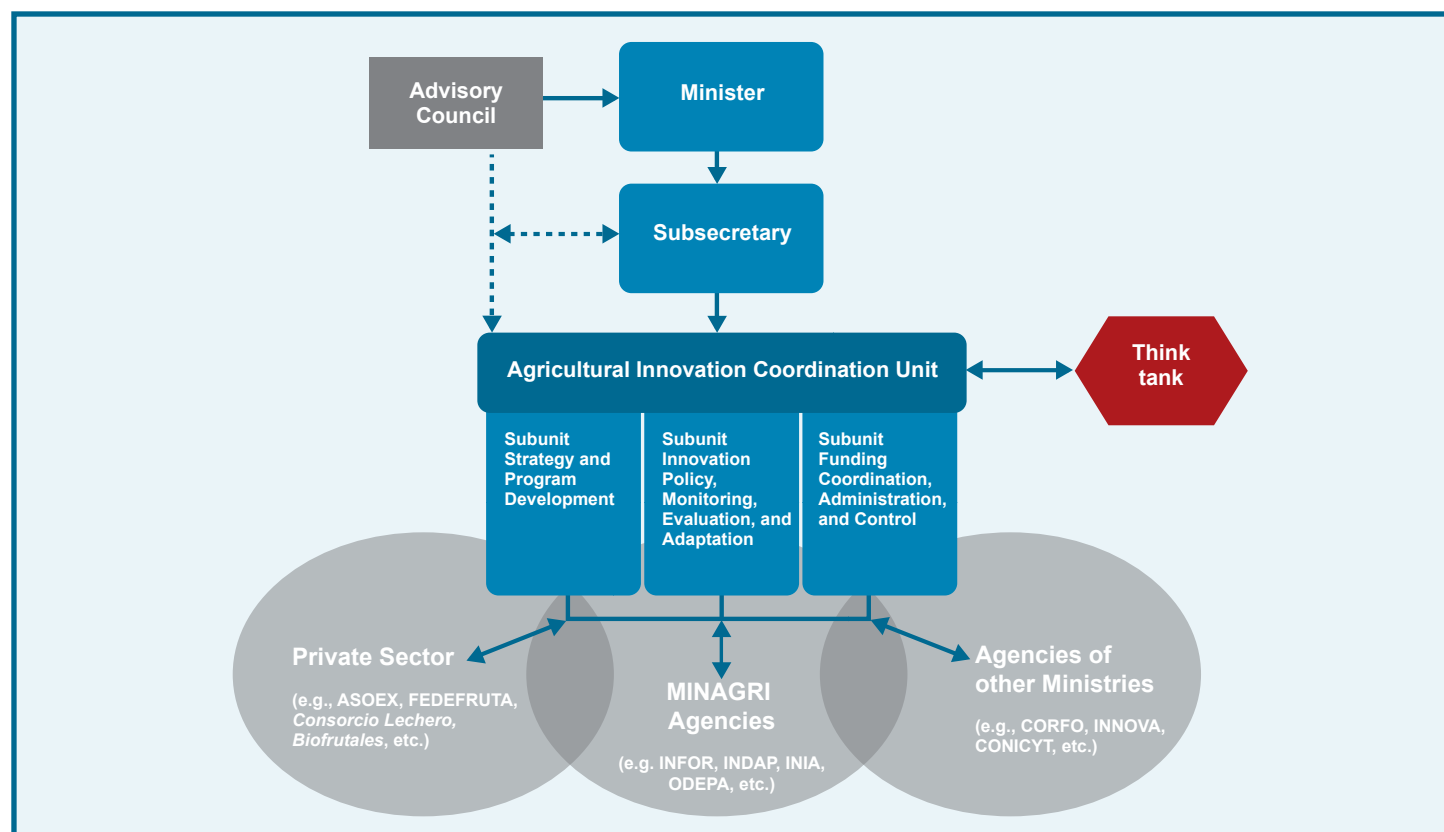 Advisory
Council
Minister
Subsecretary
Agricultural Innovation Coordination Unit
Think
tank
Subunit
Strategy and
Program
Development
Subunit
Innovation
Policy,
Monitoring,
Evaluation, and
Adaptation
Subunit
Funding
Coordination,
Administration,
and Control
Private Sector
(e.g., ASOEX, FEDEFRUTA,
Consorcio Lechero,
Biofrutales, etc.)
MINAGRI
Agencies
(e.g. INFOR, INDAP, INIA,
ODEPA, etc.)
Agencies of
other Ministries
(e.g., CORFO, INNOVA,
CONICYT, etc.)